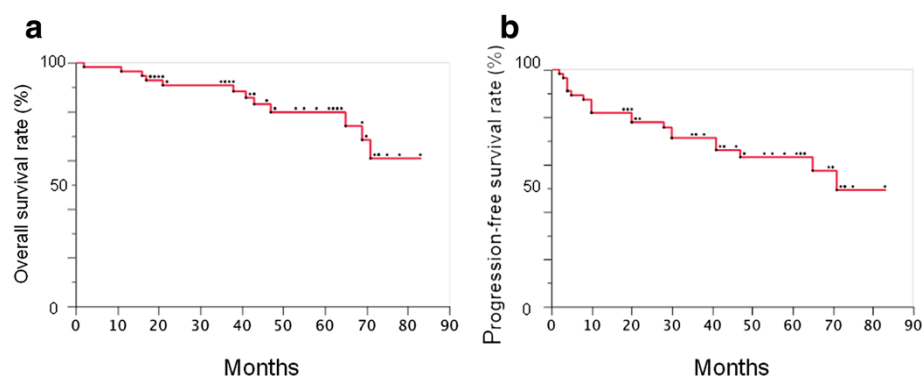 a
Overall survival rate (%)
100
50
0
0 10 20 30 40 50 60 70 80 90
Months
b
Progression-free survival rate (%)
100
50
0
0 10 20 30 40 50 60 70 80 90
Months